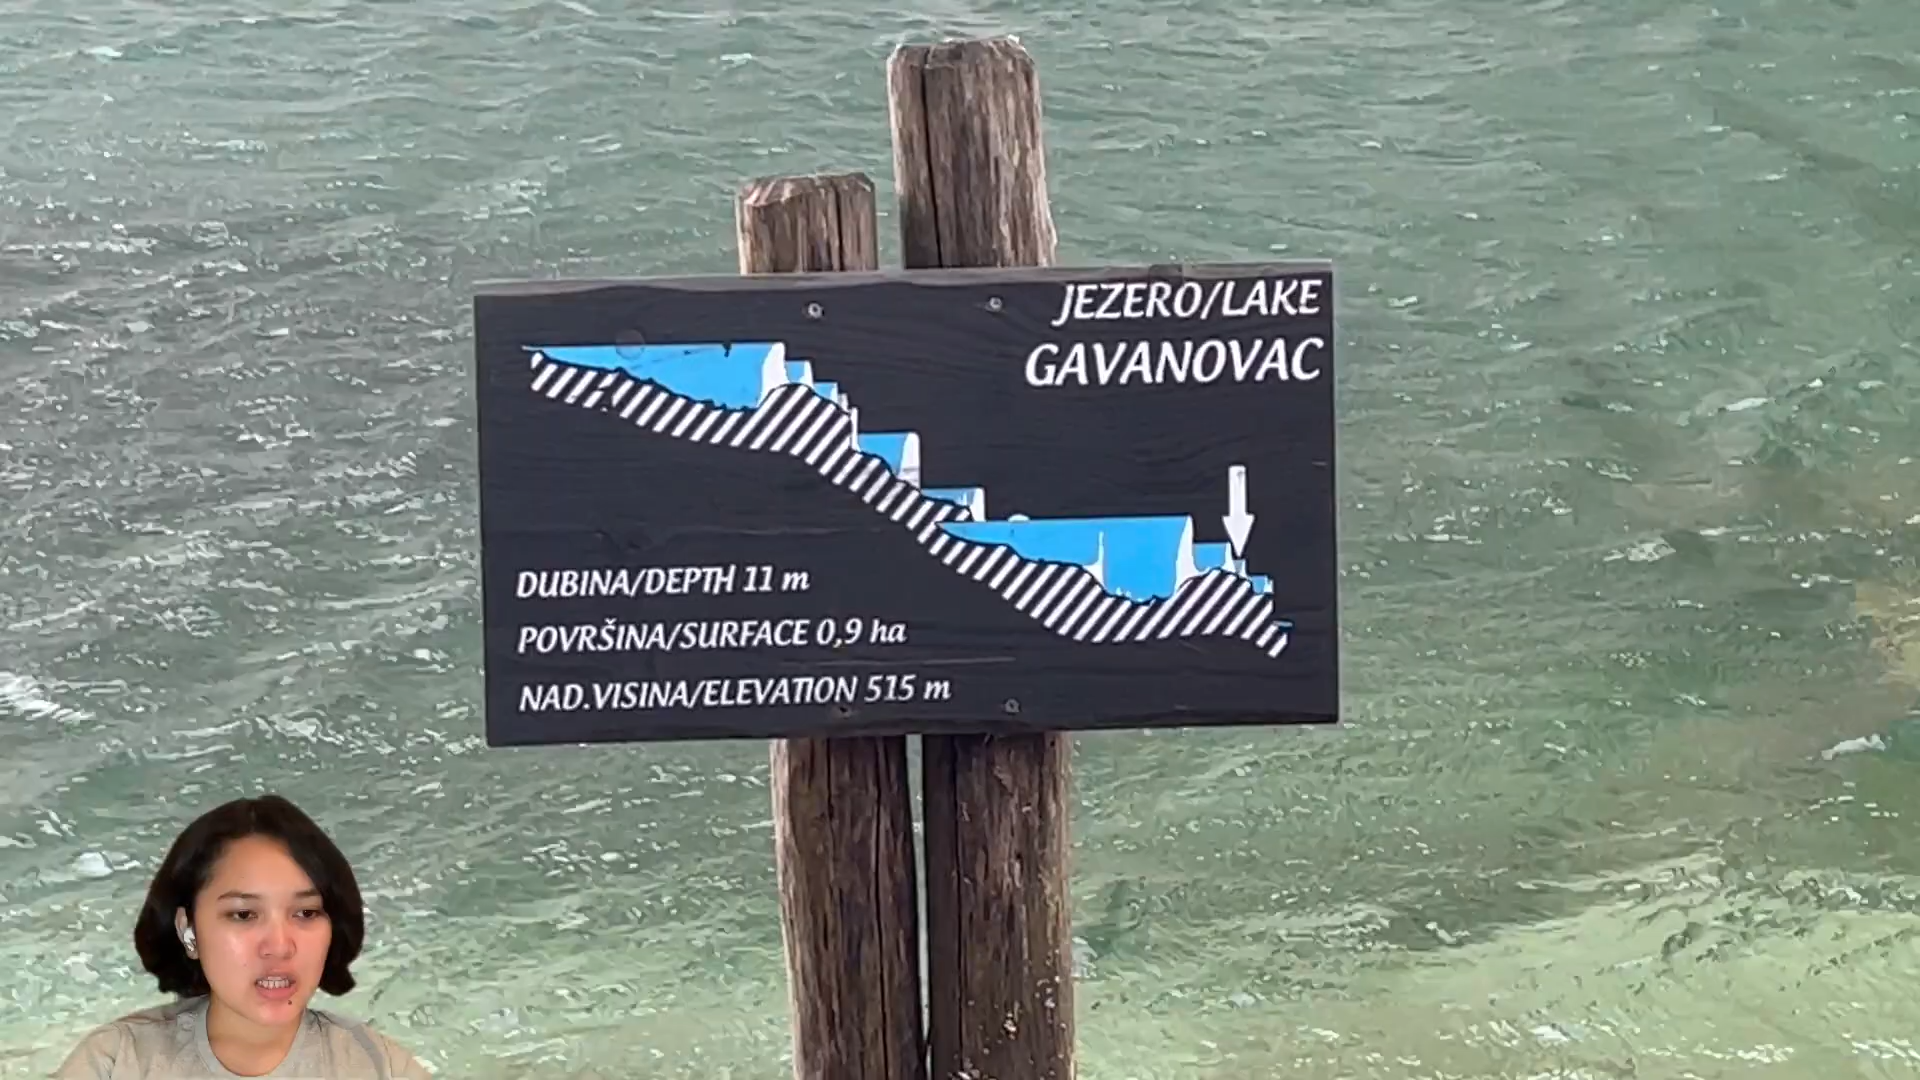 JEZERO/LAKE
GAVANOVAC
DUBINA/DEPTH 11 m
POVRŠINA/SURFACE 0,9 ha
NAD.VISINA/ELEVATION 515 m